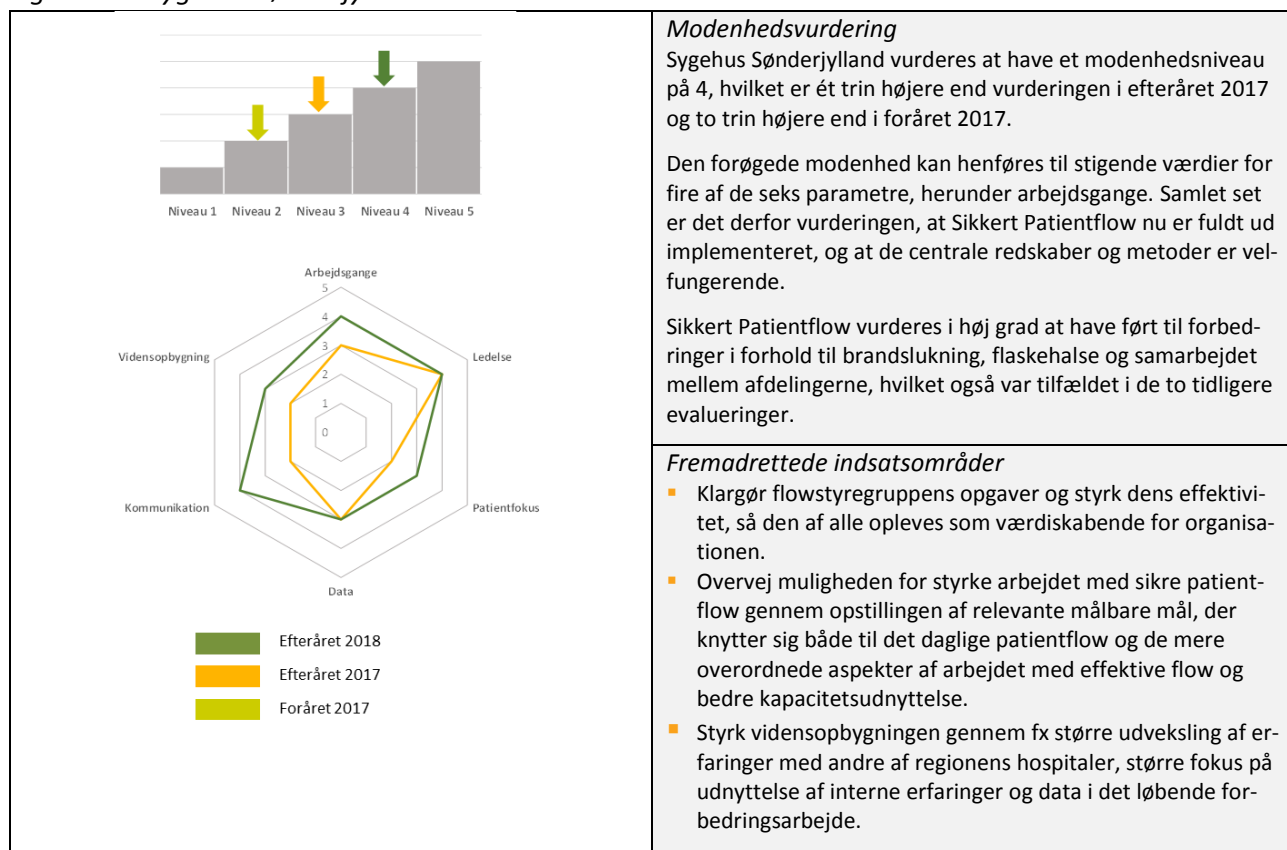 Niveau 1 Niveau 2 Niveau 3 Niveau 4 Niveau 5
Arbejdsgange
5
4
3
2
1
0
Vidensopbygning
Ledelse
Kommunikation
Patientfokus
Data
Efteråret 2018
Efteråret 2017
Foråret 2017
Modenhedsvurdering
Sygehus Sønderjylland vurderes at have et modenhedsniveau
på 4, hvilket er ét trin højere end vurderingen i efteråret 2017
og to trin højere end i foråret 2017.
Den forøgede modenhed kan henføres til stigende værdier for
fire af de seks parametre, herunder arbejdsgange. Samlet set
er det derfor vurderingen, at Sikkert Patientflow nu er fuldt ud
implementeret, og at de centrale redskaber og metoder er vel-
fungerende.
Sikkert Patientflow vurderes i høj grad at have ført til forbed-
ringer i forhold til brandslukning, flaskehalse og samarbejdet
mellem afdelingerne, hvilket også var tilfældet i de to tidligere
evalueringer.
Fremadrettede indsatsområder
▪ Klargør flowstyregruppens opgaver og styrk dens effektivi-
tet, så den af alle opleves som værdiskabende for organisa-
tionen.
▪ Overvej muligheden for styrke arbejdet med sikre patient-
flow gennem opstillingen af relevante målbare mål, der
knytter sig både til det daglige patientflow og de mere
overordnede aspekter af arbejdet med effektive flow og
bedre kapacitetsudnyttelse.
▪ Styrk vidensopbygningen gennem fx større udveksling af er-
faringer med andre af regionens hospitaler, større fokus på
udnyttelse af interne erfaringer og data i det løbende for-
bedringsarbejde.